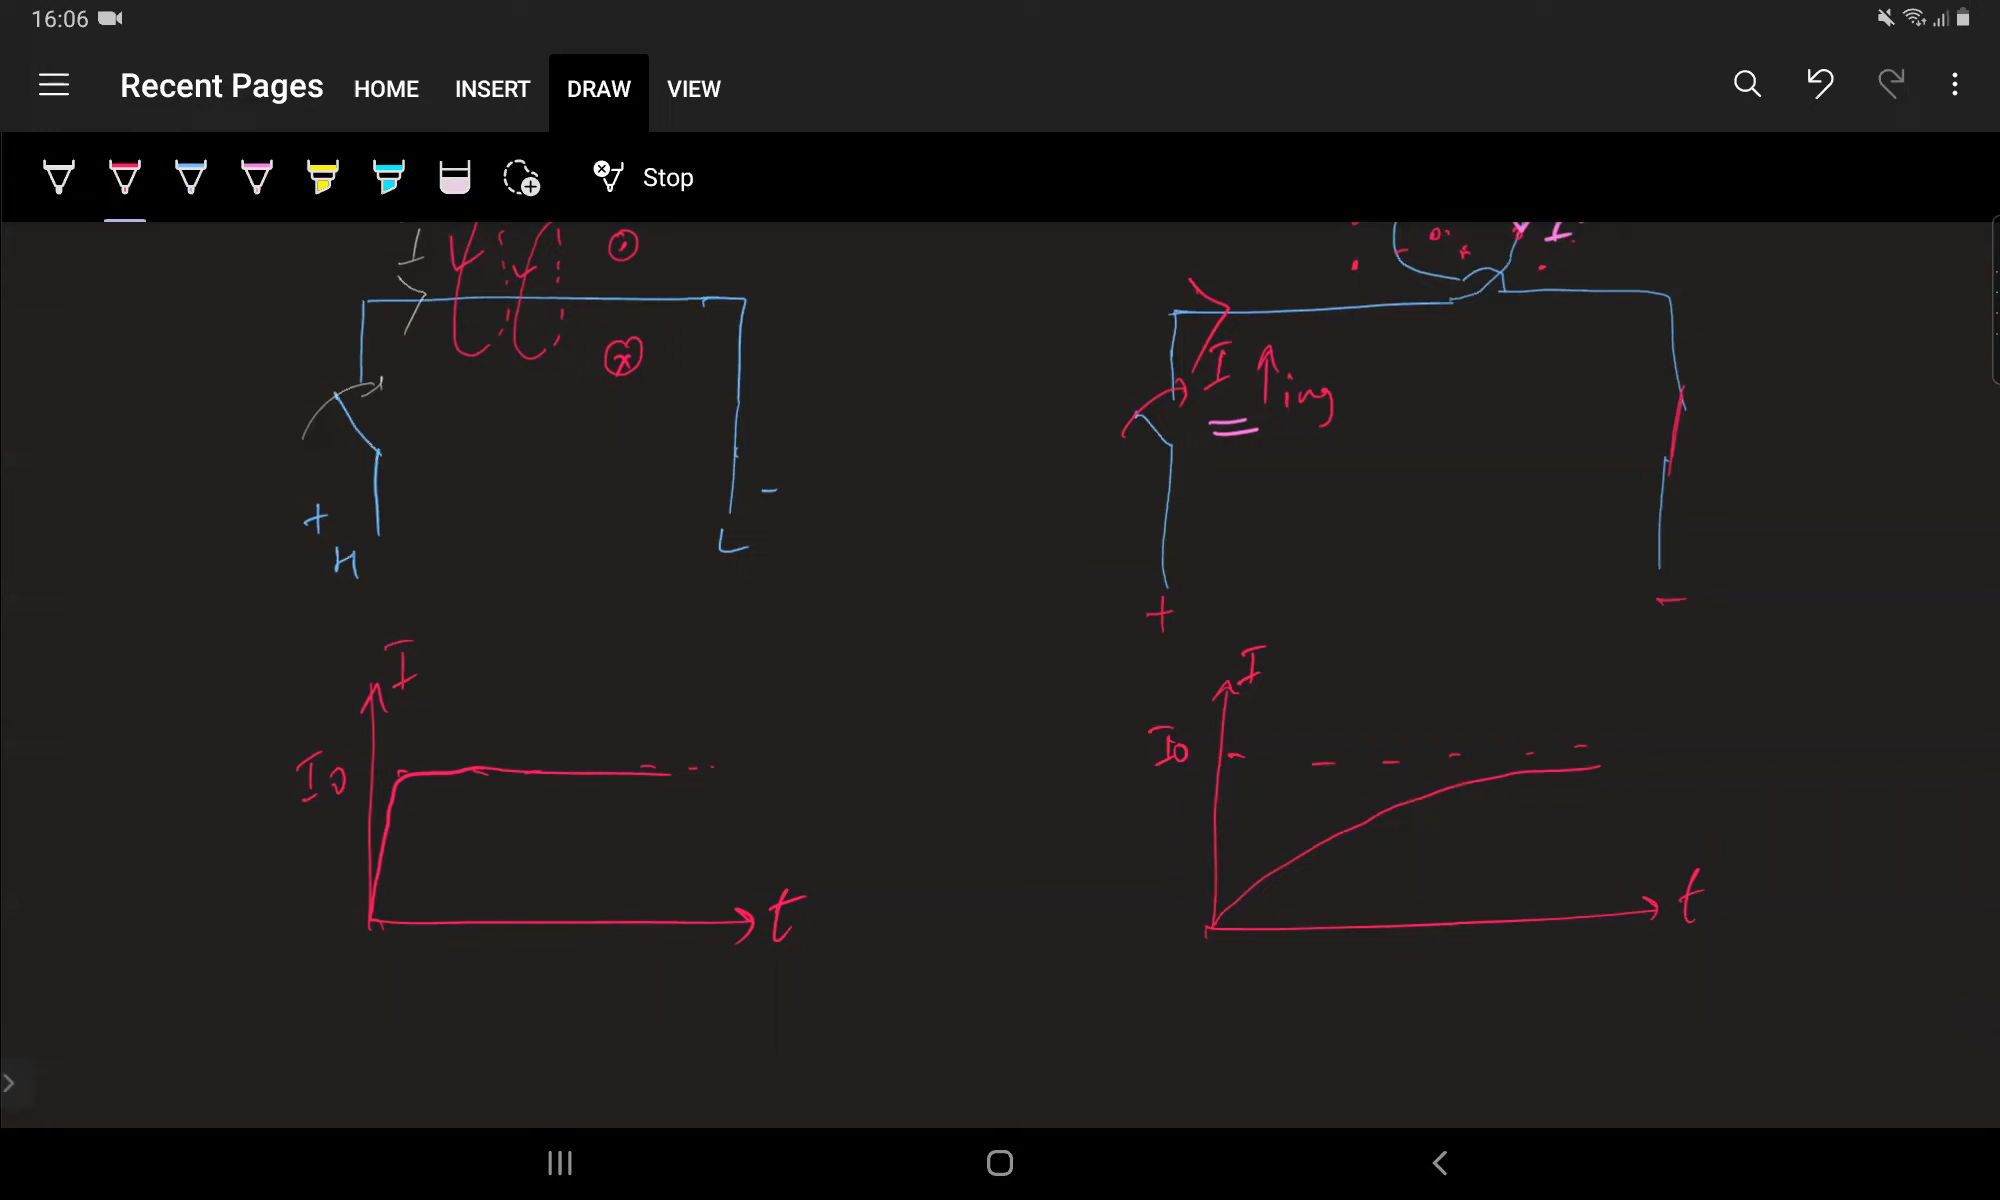 16:06
Recent Pages HOME INSERT DRAW VIEW
Stop
I
I
I ing
+
H
-
L
+
-
I
I0
t
I
I0
t